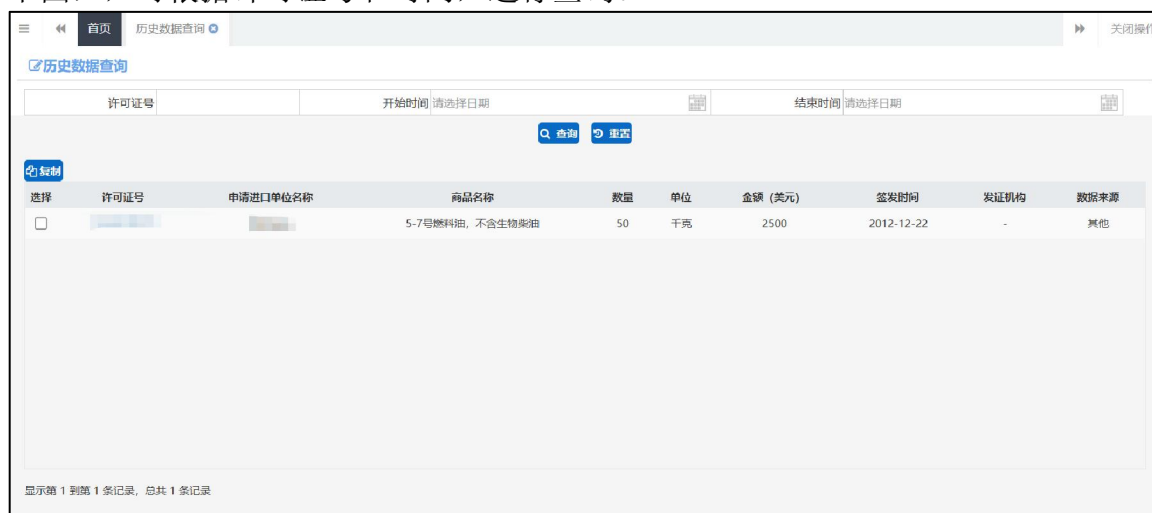 首页 历史数据查询 关闭操作
历史数据查询
许可证号 开始时间 请选择日期 结束时间 请选择日期
查询 重置
复制
选择 许可证号 申请进口单位名称 商品名称 数量 单位 金额（美元） 签发时间 发证机构 数据来源
5-7号燃料油，不含生物柴油 50 千克 2500 2012-12-22 - 其他
显示第 1 到第 1 条记录，总共 1 条记录